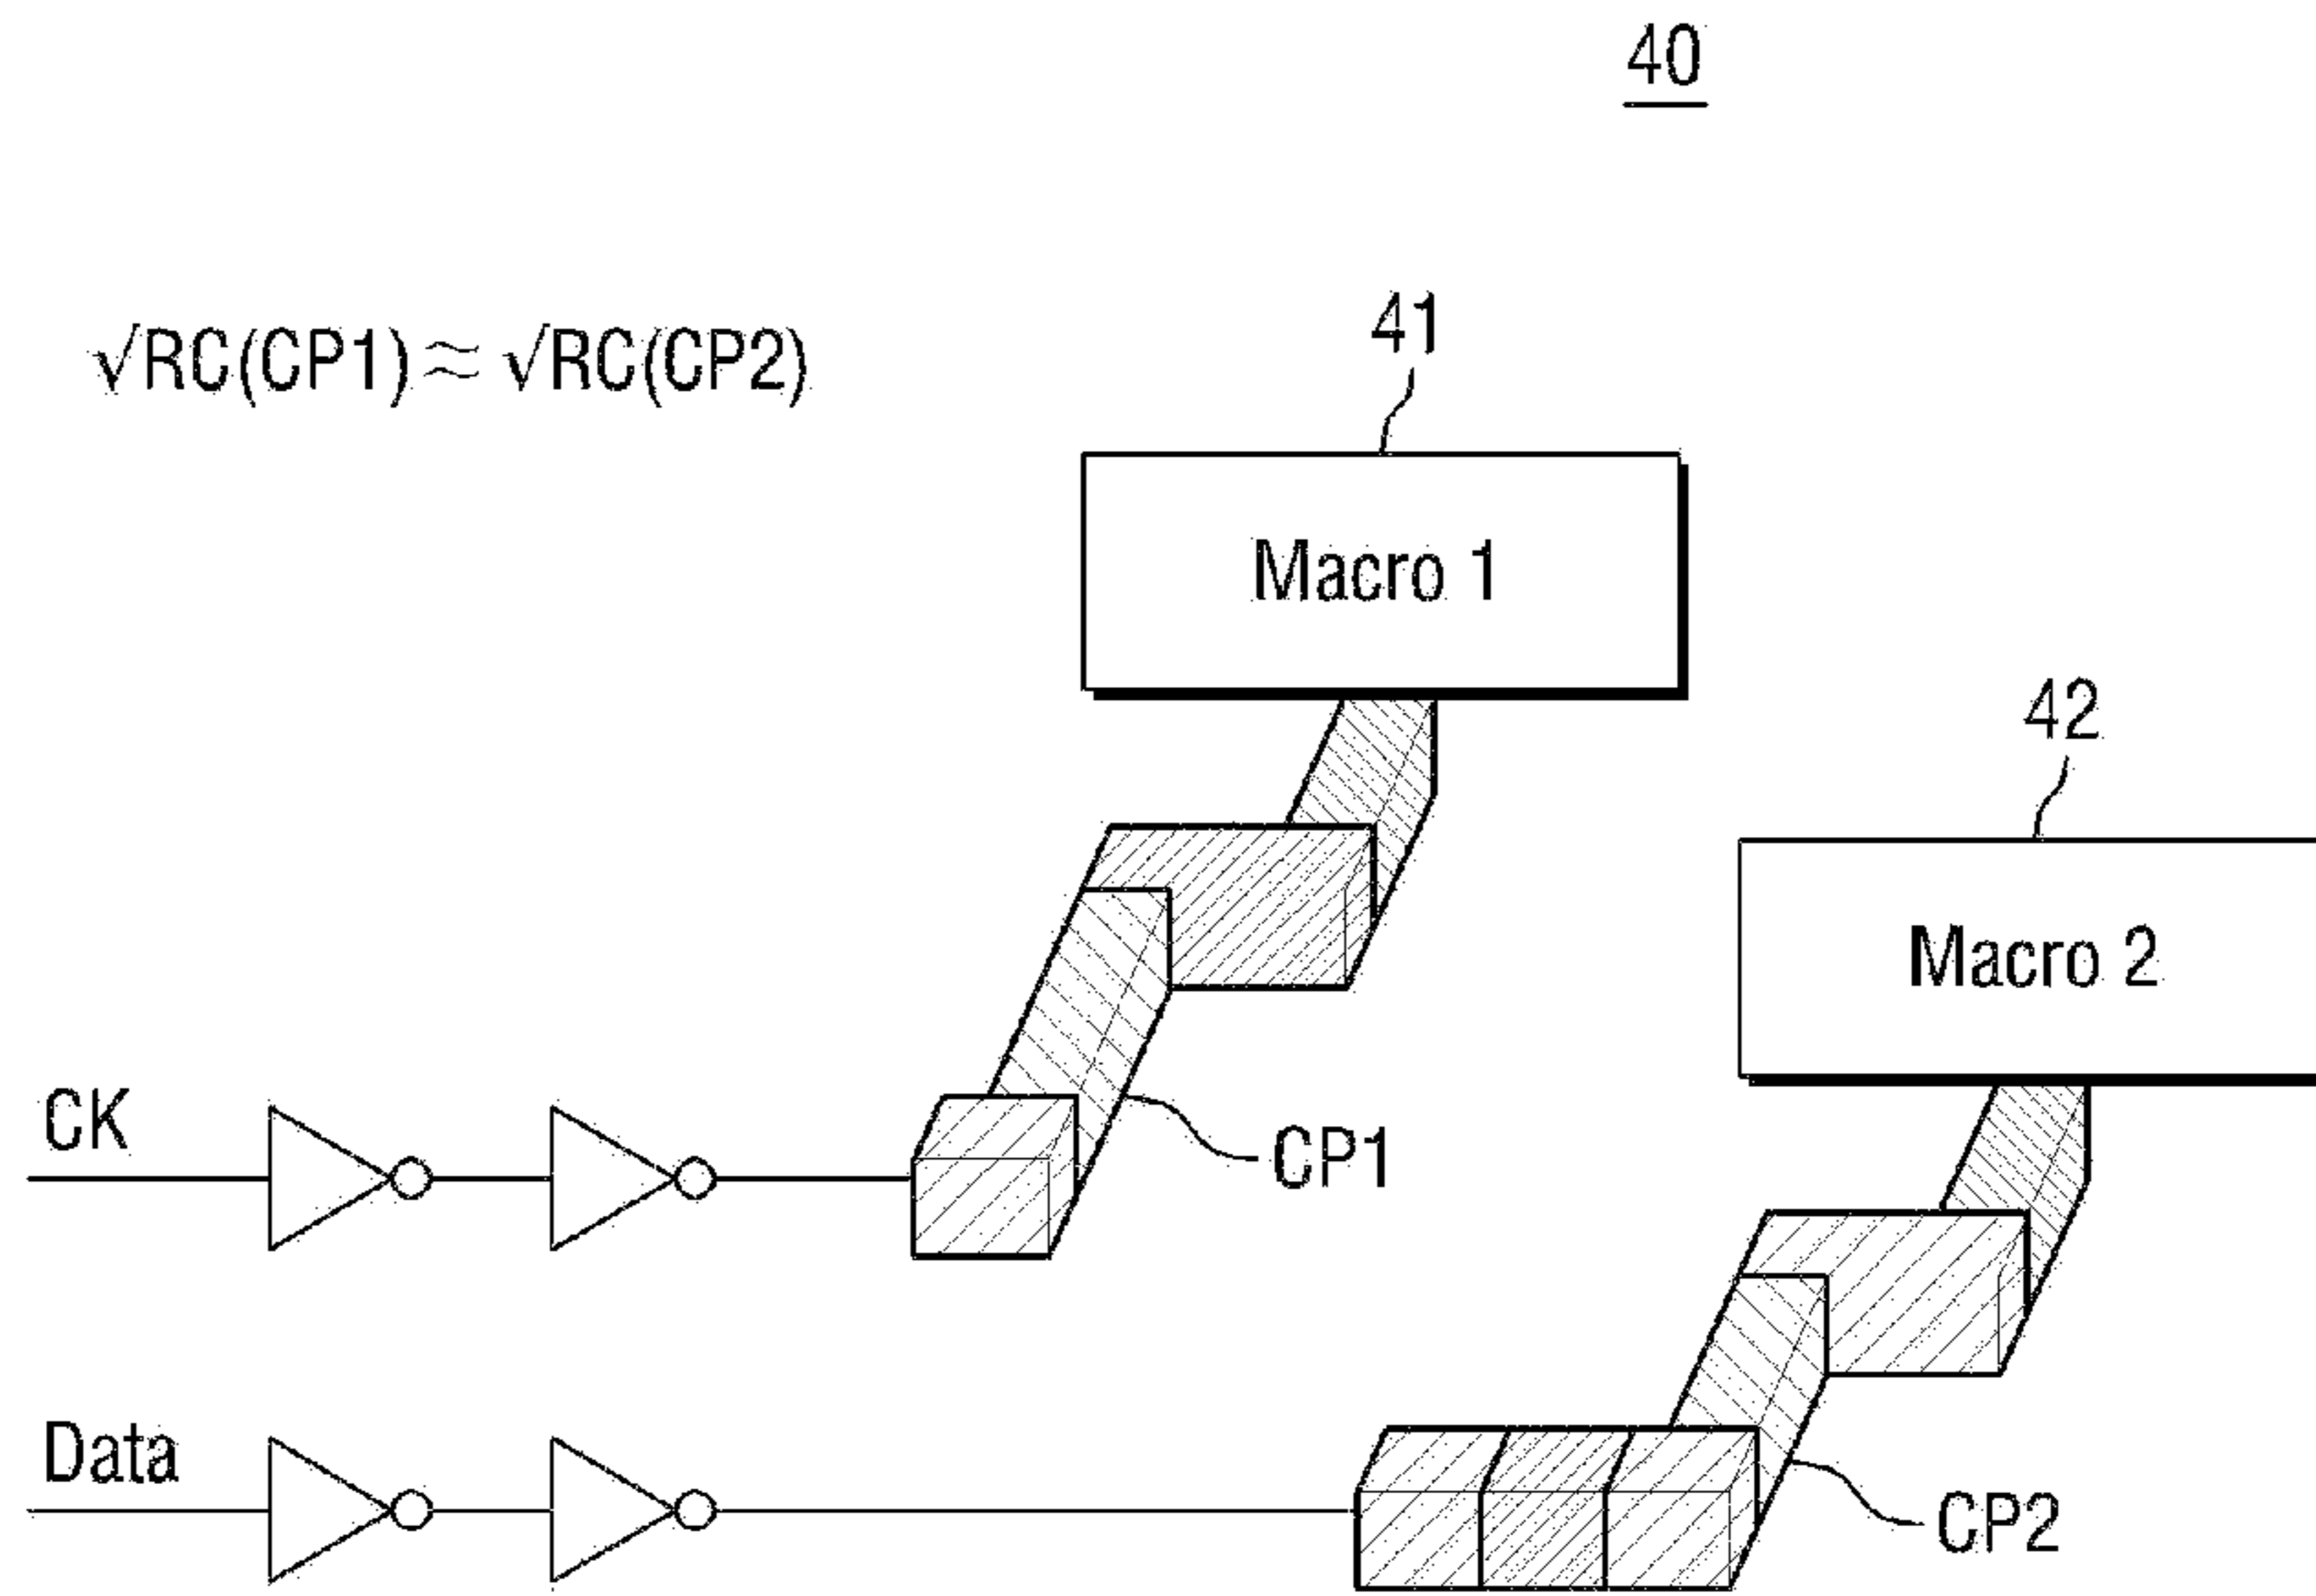 40
√RC(CP1) ≈ √RC(CP2)
41
Macro 1
42
Macro 2
CK
CP1
Data
CP2